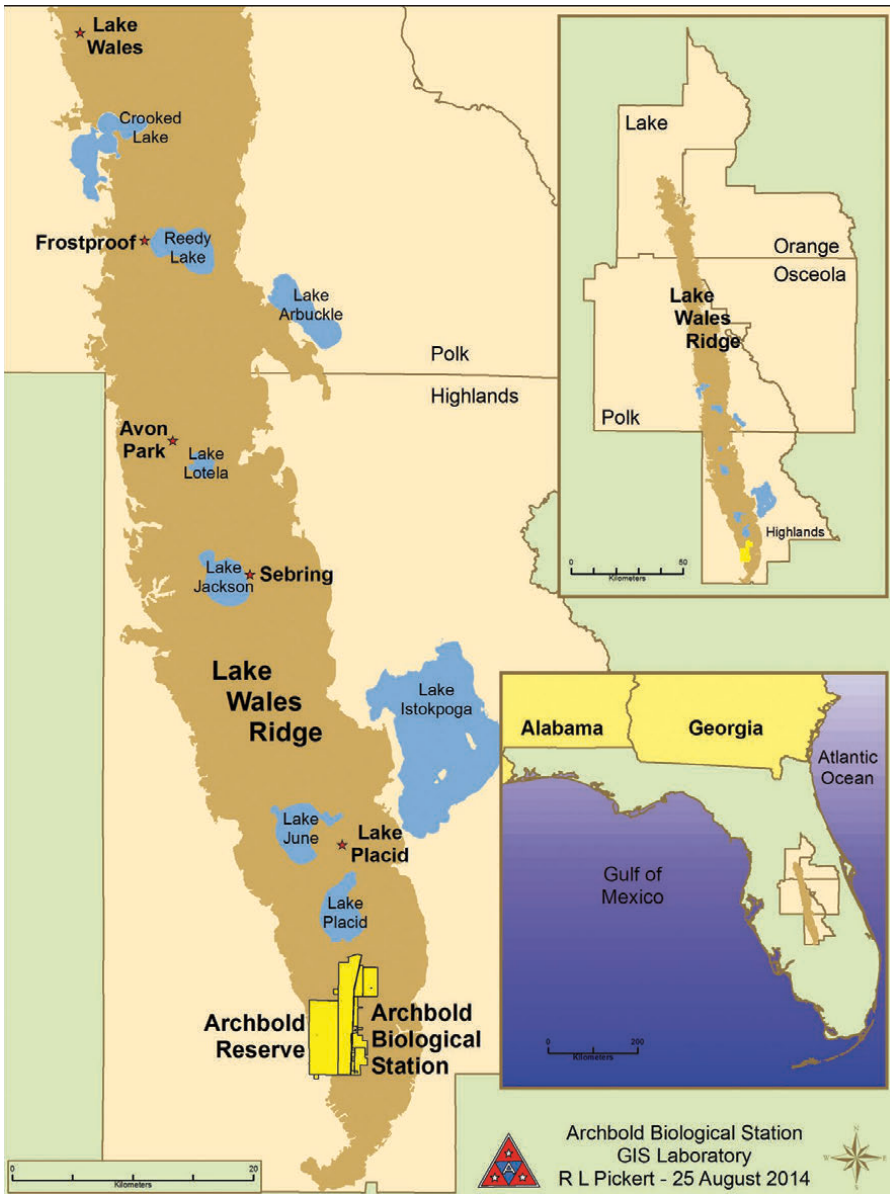 Lake
Wales
Crooked
Lake
Frostproof
Reedy
Lake
Lake
Arbuckle
Polk
Highlands
Avon
Park
Lake
Lotela
Lake
Jackson
Sebring
Lake
Wales
Ridge
Lake
Istokpoga
Lake
June
Lake
Placid
Lake
Placid
Archbold
Reserve
Archbold
Biological
Station
0 20
Kilometers
Lake
Orange
Osceola
Lake
Wales
Ridge
Polk
Highlands
0 50
Kilometers
Alabama
Georgia
Atlantic
Ocean
Gulf of
Mexico
0 200
Kilometers
A
Archbold Biological Station
GIS Laboratory
R L Pickert - 25 August 2014
N
W E
S